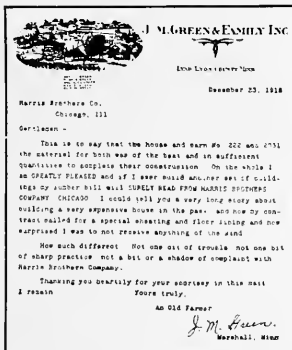 J. M. GREEN & FAMILY INC
December 23, 1918
Harris Brothers Co.
Chicago, Ill
Gentlemen -
This is to say that the house and barn No. 222 and 2031
the material for both was of the best and in sufficient
quantities to complete their construction On the whole I
am GREATLY PLEASED and if I ever build another set of build-
ings my lumber bill will SURELY READ FROM HARRIS BROTHERS
COMPANY CHICAGO I could tell you a very long story about
building a very expensive house in the past and how my con-
tract called for a special sheating and floor lining and how
surprised I was to not receive anything of the kind
How much different Not one bit of trouble not one bit
of sharp practice not a bit or a shadow of complaint with
Harris Brothers Company.
Thanking you heartily for your courtesy in this matt
I remain Yours truly,
An Old Farmer
J. M. Green.
Marshall, Minn